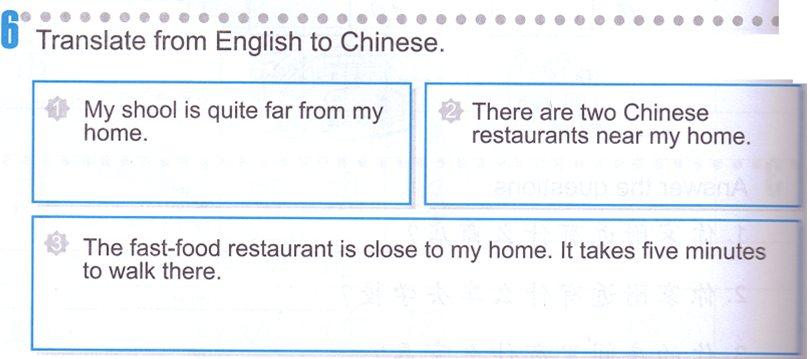 6
Translate from English to Chinese.
1 My shool is quite far from my
home.
2 There are two Chinese
restaurants near my home.
3 The fast-food restaurant is close to my home. It takes five minutes
to walk there.